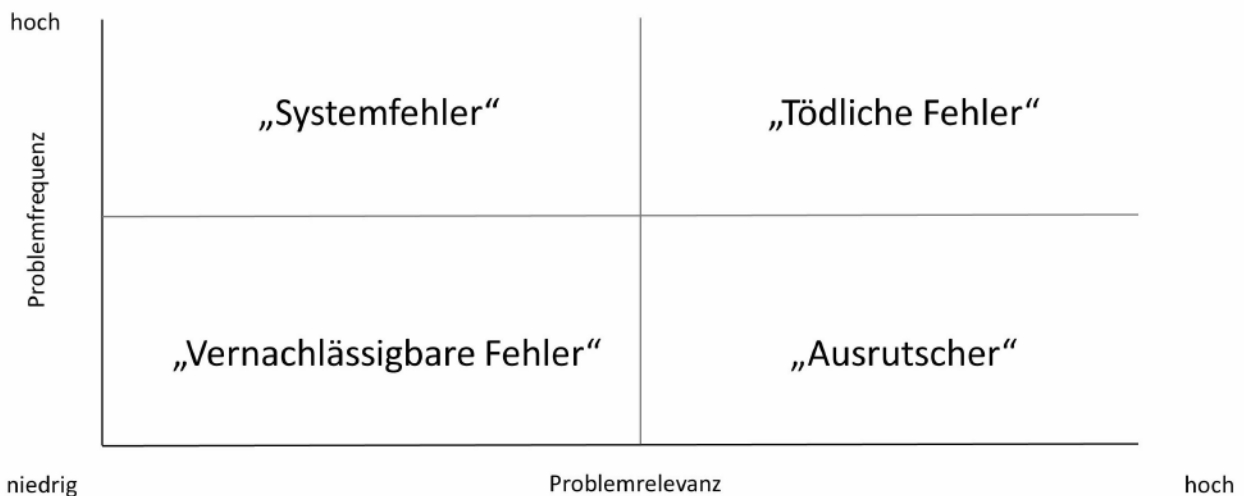 hoch
„Systemfehler“
„Tödliche Fehler“
Problemfrequenz
„Vernachlässigbare Fehler“
„Ausrutscher“
niedrig
Problemrelevanz
hoch